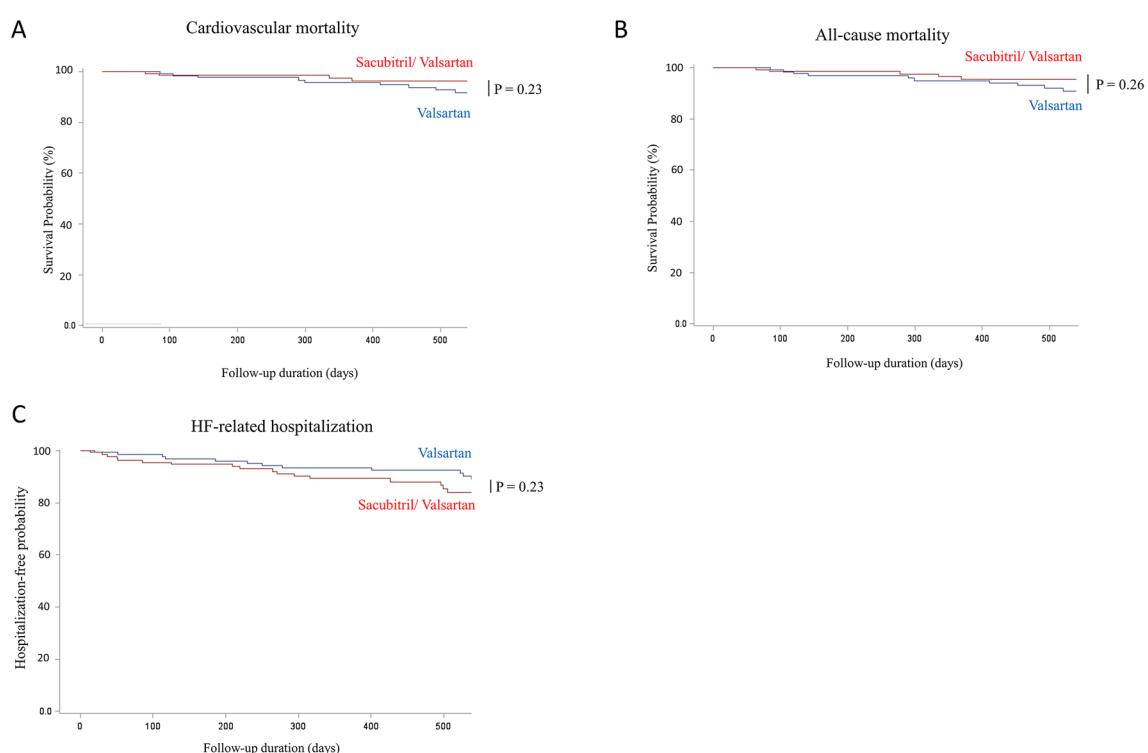 A
Cardiovascular mortality
Sacubitril/ Valsartan
P = 0.23
Valsartan
Survival Probability (%)
100
80
60
40
20
0.0
0 100 200 300 400 500
Follow-up duration (days)
B
All-cause mortality
Sacubitril/ Valsartan
P = 0.26
Valsartan
Survival Probability (%)
100
80
60
40
20
0.0
0 100 200 300 400 500
Follow-up duration (days)
C
HF-related hospitalization
Valsartan
P = 0.23
Sacubitril/ Valsartan
Hospitalization-free probability
100
80
60
40
20
0.0
0 100 200 300 400 500
Follow-up duration (days)